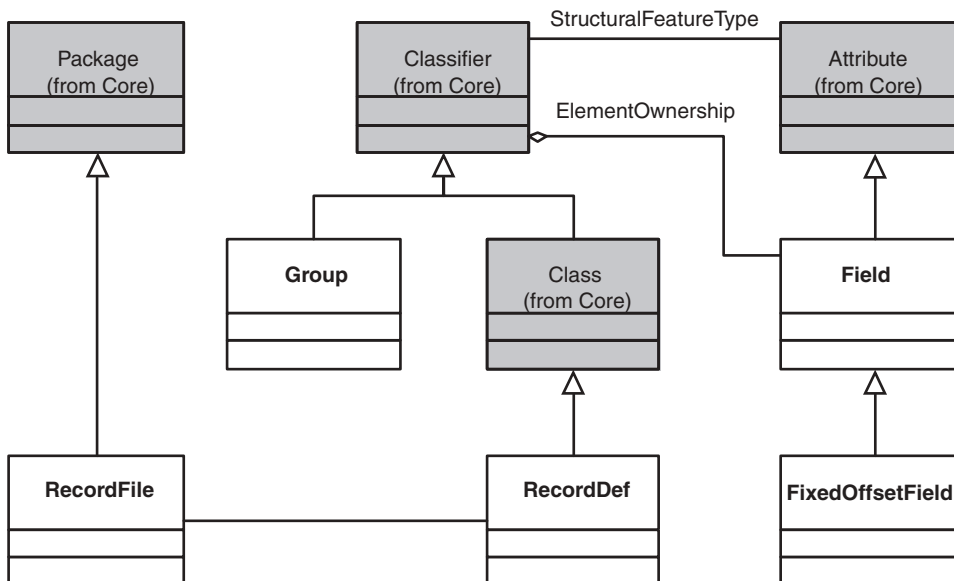 StructuralFeatureType
Package
(from Core)
Classifier
(from Core)
Attribute
(from Core)
ElementOwnership
Group
Class
(from Core)
Field
RecordFile
RecordDef
FixedOffsetField